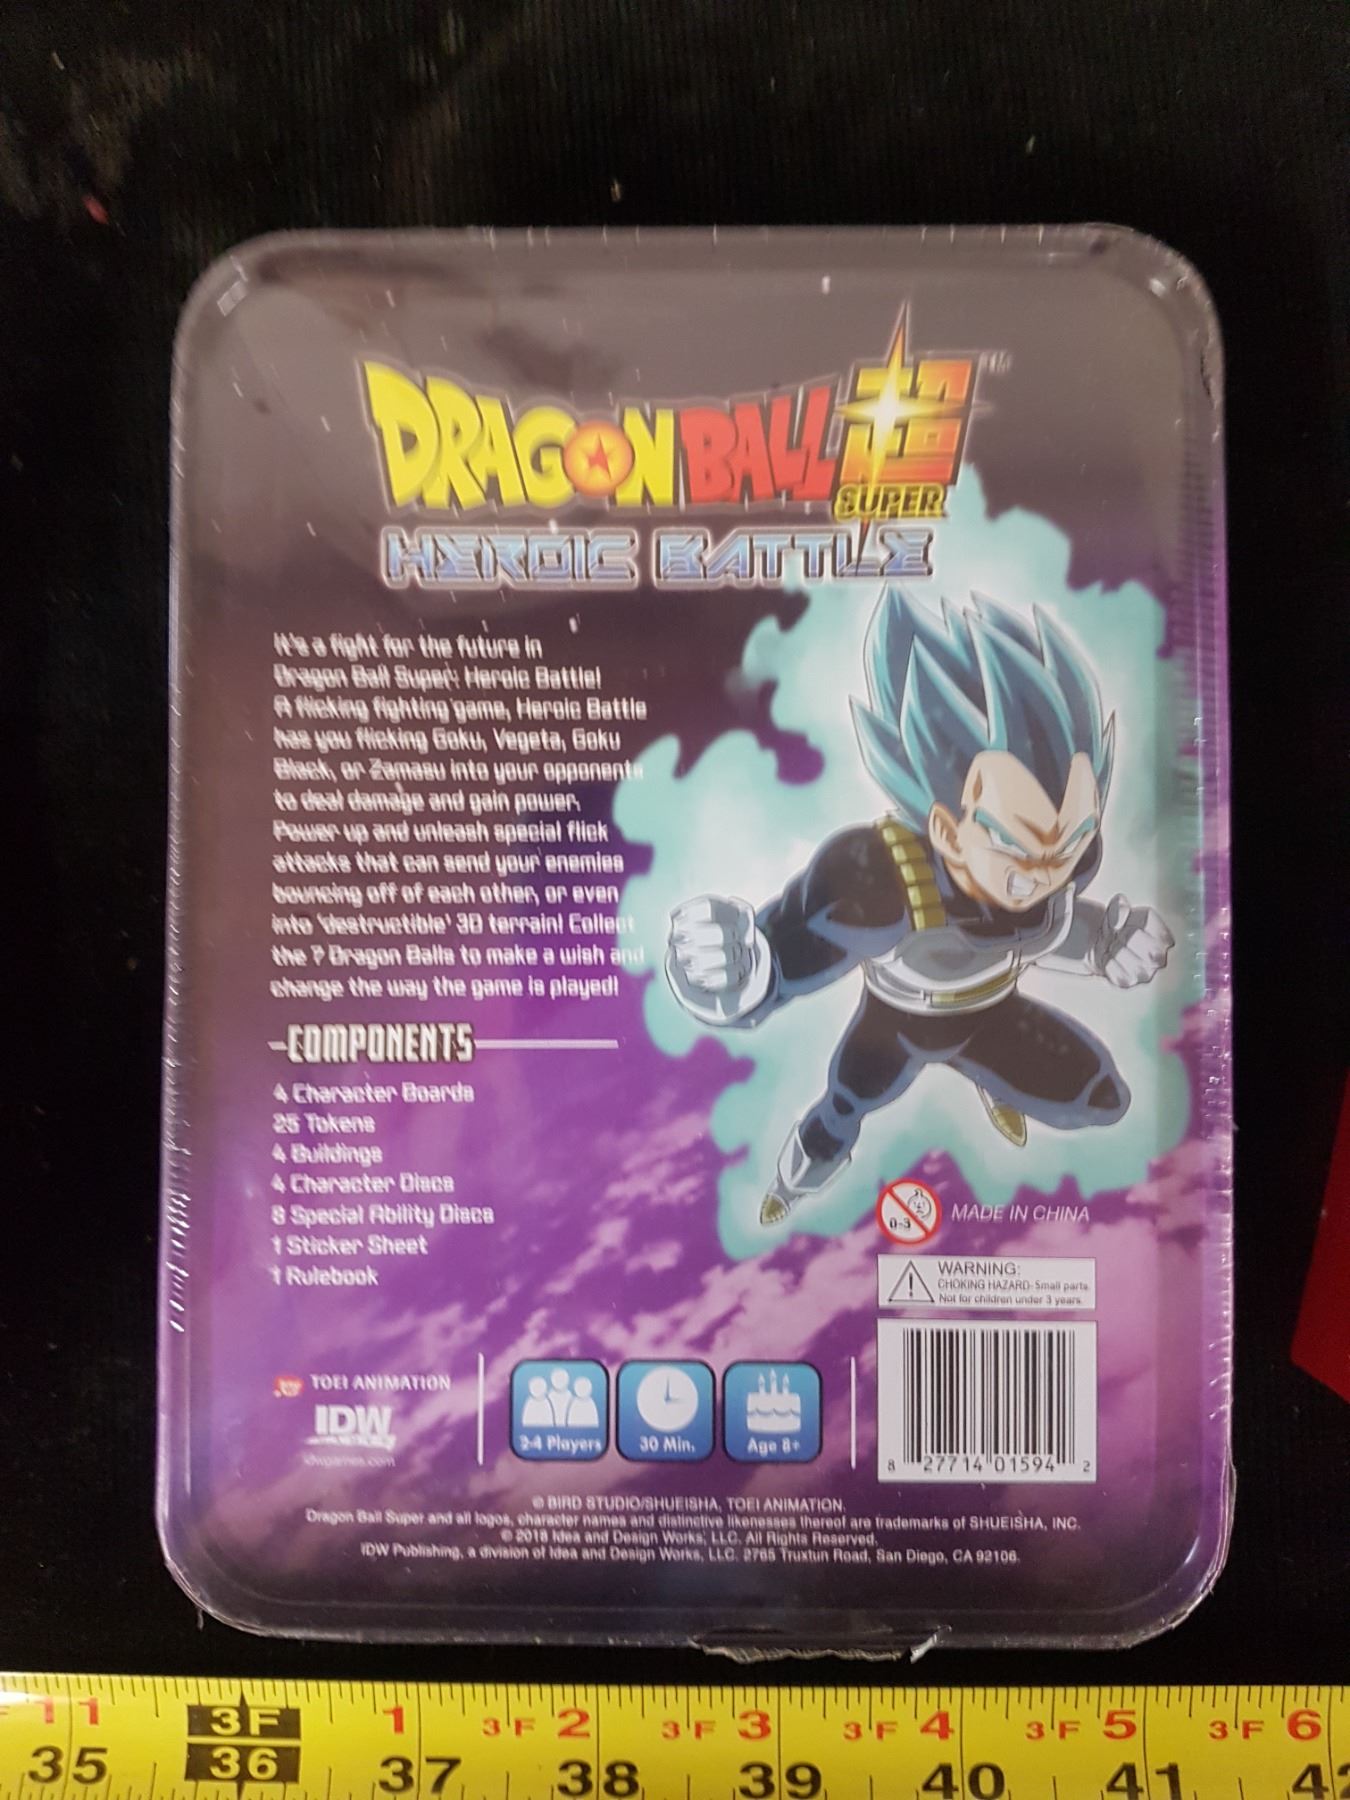 DRAGON BALL 超
SUPER
TM
HEROIC BATTLE
It's a fight for the future in
Dragon Ball Super: Heroic Battle!
A flicking fighting game, Heroic Battle
has you flicking Goku, Vegeta, Goku
Black, or Zamasu into your opponents
to deal damage and gain power.
Power up and unleash special flick
attacks that can send your enemies
bouncing off of each other, or even
into 'destructible' 3D terrain! Collect
the 7 Dragon Balls to make a wish and
change the way the game is played!
COMPONENTS
4 Character Boards
25 Tokens
4 Buildings
4 Character Discs
8 Special Ability Discs
1 Sticker Sheet
1 Rulebook
0-3
MADE IN CHINA
WARNING:
CHOKING HAZARD-Small parts.
Not for children under 3 years.
TOEI ANIMATION
IDW
idwgames.com
2-4 Players
30 Min.
Age 8+
8 27714 01594 2
© BIRD STUDIO/SHUEISHA, TOEI ANIMATION.
Dragon Ball Super and all logos, character names and distinctive likenesses thereof are trademarks of SHUEISHA, INC.
© 2018 Idea and Design Works, LLC. All Rights Reserved.
IDW Publishing, a division of Idea and Design Works, LLC. 2765 Truxtun Road, San Diego, CA 92106.
11 3F 1 3F 2 3F 3 3F 4 3F 5 3F 6
35 36 37 38 39 40 41